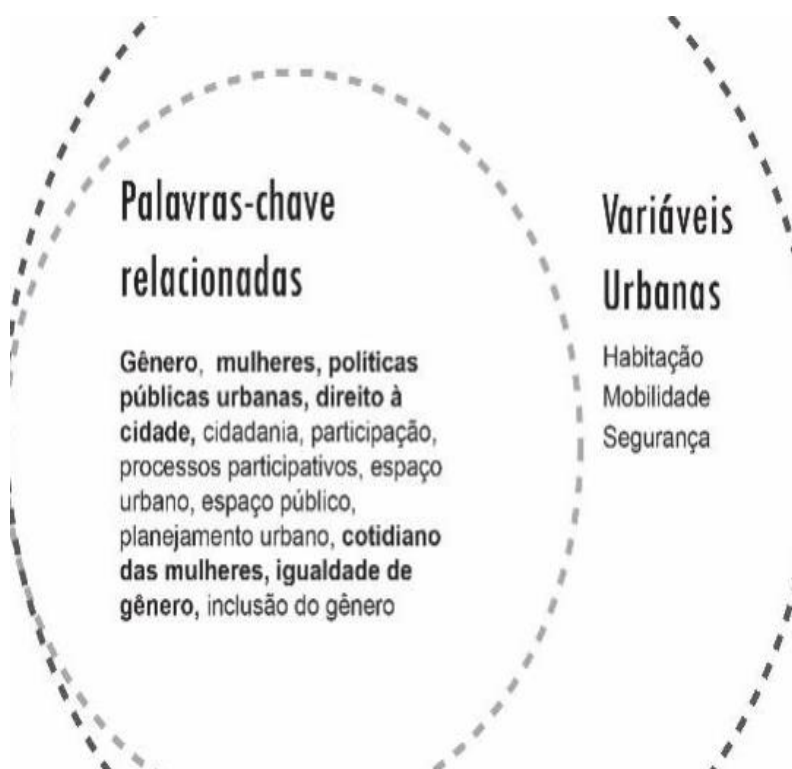 Palavras-chave
relacionadas
Gênero, mulheres, políticas
públicas urbanas, direito à
cidade, cidadania, participação,
processos participativos, espaço
urbano, espaço público,
planejamento urbano, cotidiano
das mulheres, igualdade de
gênero, inclusão do gênero
Variáveis
Urbanas
Habitação
Mobilidade
Segurança